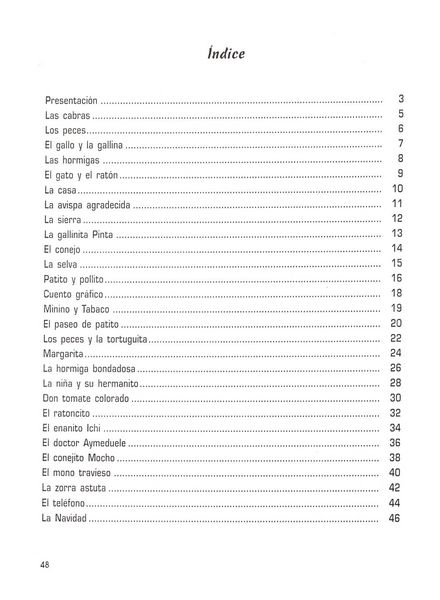 Índice
Presentación ........ 3
Las cabras ........ 5
Los peces ........ 6
El gallo y la gallina ........ 7
Las hormigas ........ 8
El gato y el ratón ........ 9
La casa ........ 10
La avispa agradecida ........ 11
La sierra ........ 12
La gallinita Pinta ........ 13
El conejo ........ 14
La selva ........ 15
Patito y pollito ........ 16
Cuento gráfico ........ 18
Minino y Tabaco ........ 19
El paseo de patito ........ 20
Los peces y la tortuguita ........ 22
Margarita ........ 24
La hormiga bondadosa ........ 26
La niña y su hermanito ........ 28
Don tomate colorado ........ 30
El ratoncito ........ 32
El enanito Ichi ........ 34
El doctor Aymeduele ........ 36
El conejito Mocho ........ 38
El mono travieso ........ 40
La zorra astuta ........ 42
El teléfono ........ 44
La Navidad ........ 46
48